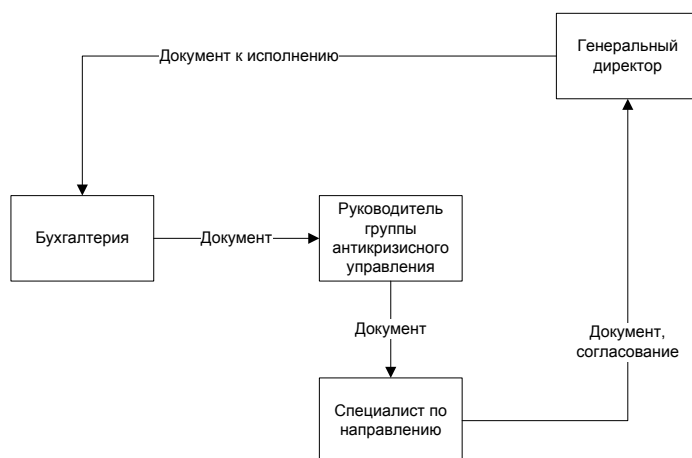 Генеральный
директор
Документ к исполнению
Бухгалтерия
Документ
Руководитель
группы
антикризисного
управления
Документ
Документ,
согласование
Специалист по
направлению